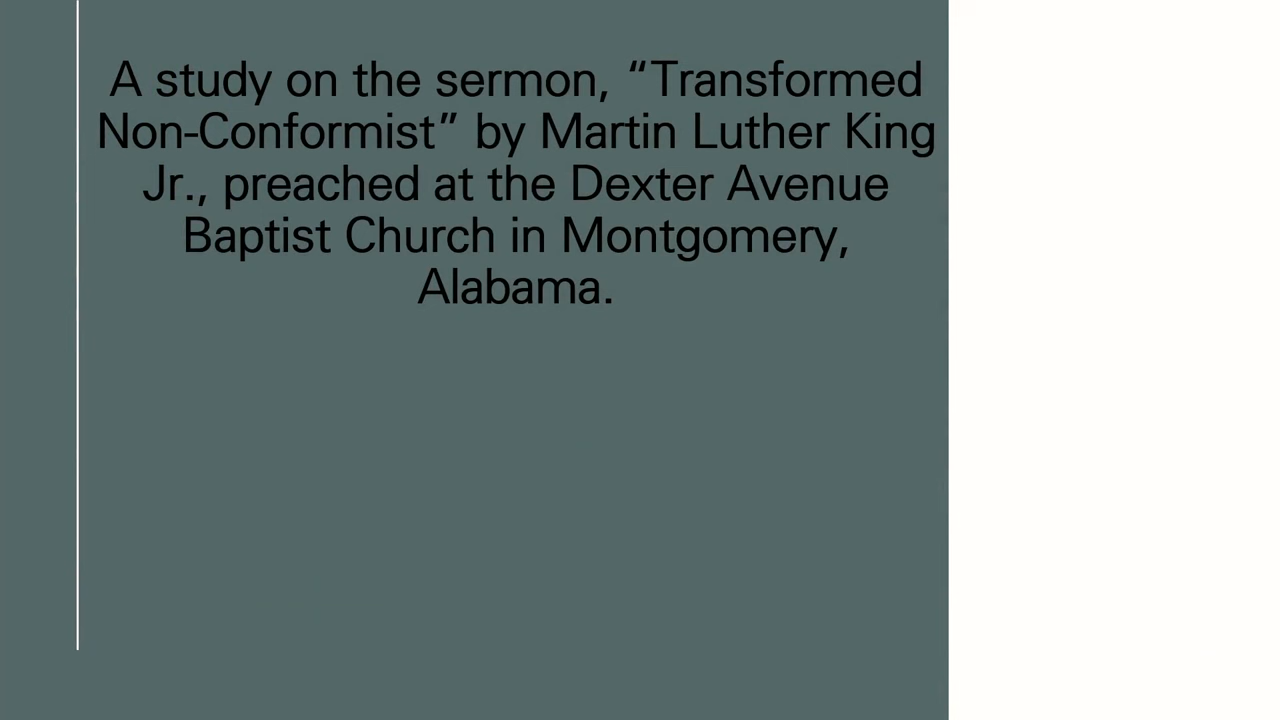 A study on the sermon, “Transformed
Non-Conformist” by Martin Luther King
Jr., preached at the Dexter Avenue
Baptist Church in Montgomery,
Alabama.